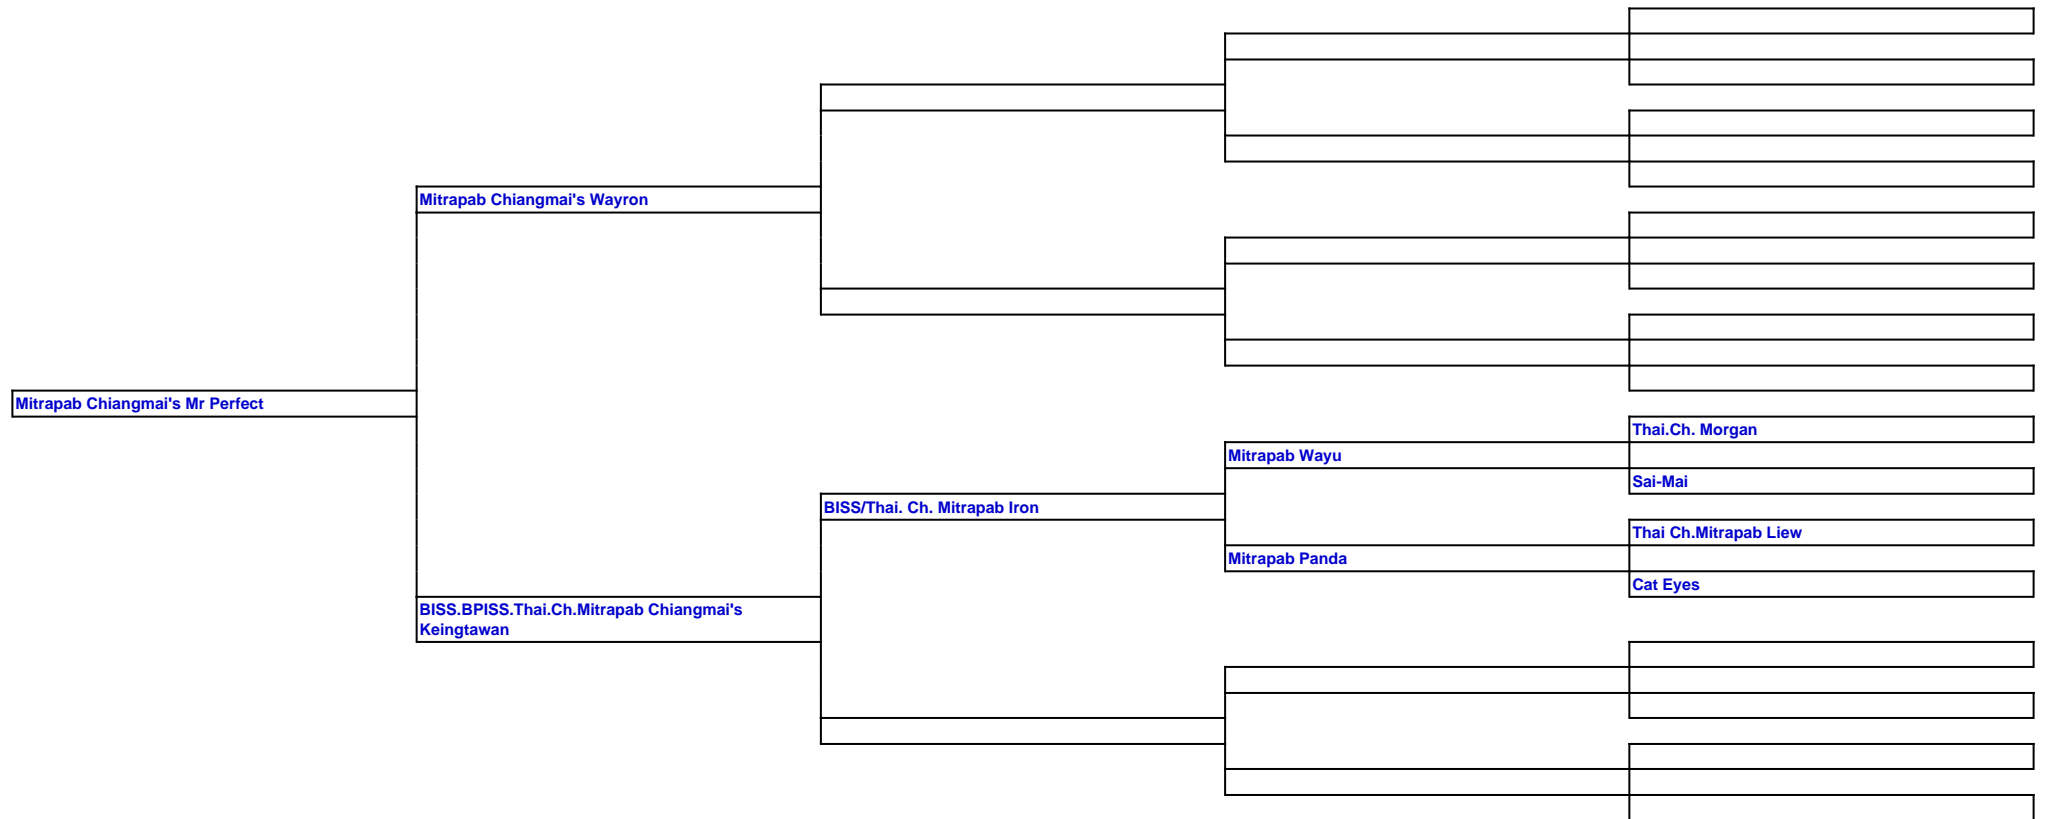 Mitrapab Chiangmai's Wayron
Mitrapab Chiangmai's Mr Perfect
Thai.Ch. Morgan
Mitrapab Wayu
Sai-Mai
BISS/Thai. Ch. Mitrapab Iron
Thai Ch.Mitrapab Liew
Mitrapab Panda
Cat Eyes
BISS.BPISS.Thai.Ch.Mitrapab Chiangmai's
Keingtawan